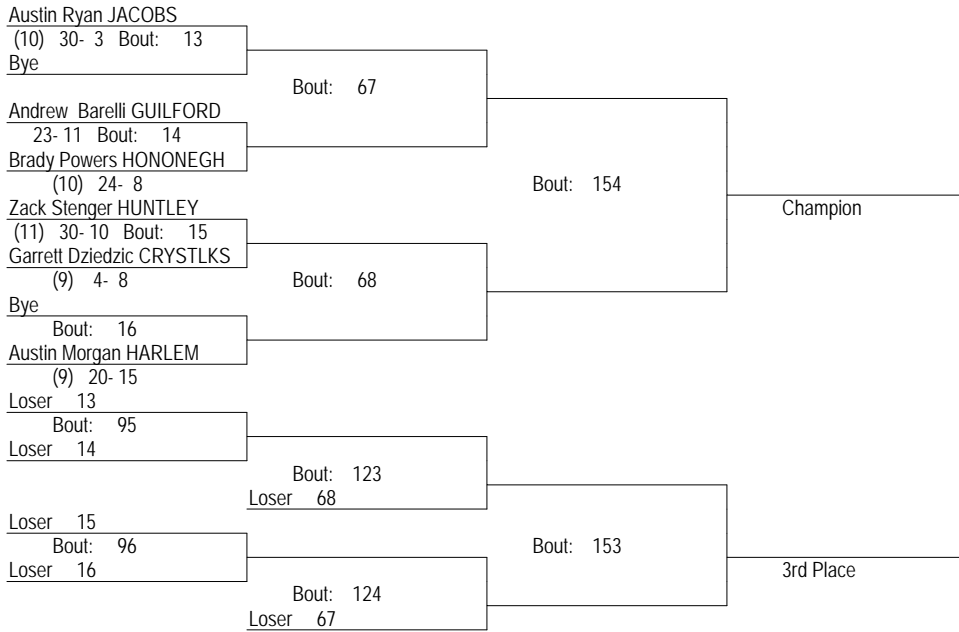 Austin Ryan JACOBS
(10) 30- 3 Bout: 13
Bye
Bout: 67
Andrew Barelli GUILFORD
23- 11 Bout: 14
Brady Powers HONONEGH
(10) 24- 8
Bout: 154
Zack Stenger HUNTLEY
Champion
(11) 30- 10 Bout: 15
Garrett Dziedzic CRYSTLKS
(9) 4- 8
Bout: 68
Bye
Bout: 16
Austin Morgan HARLEM
(9) 20- 15
Loser 13
Bout: 95
Loser 14
Bout: 123
Loser 68
Loser 15
Bout: 96
Bout: 153
Loser 16
3rd Place
Bout: 124
Loser 67